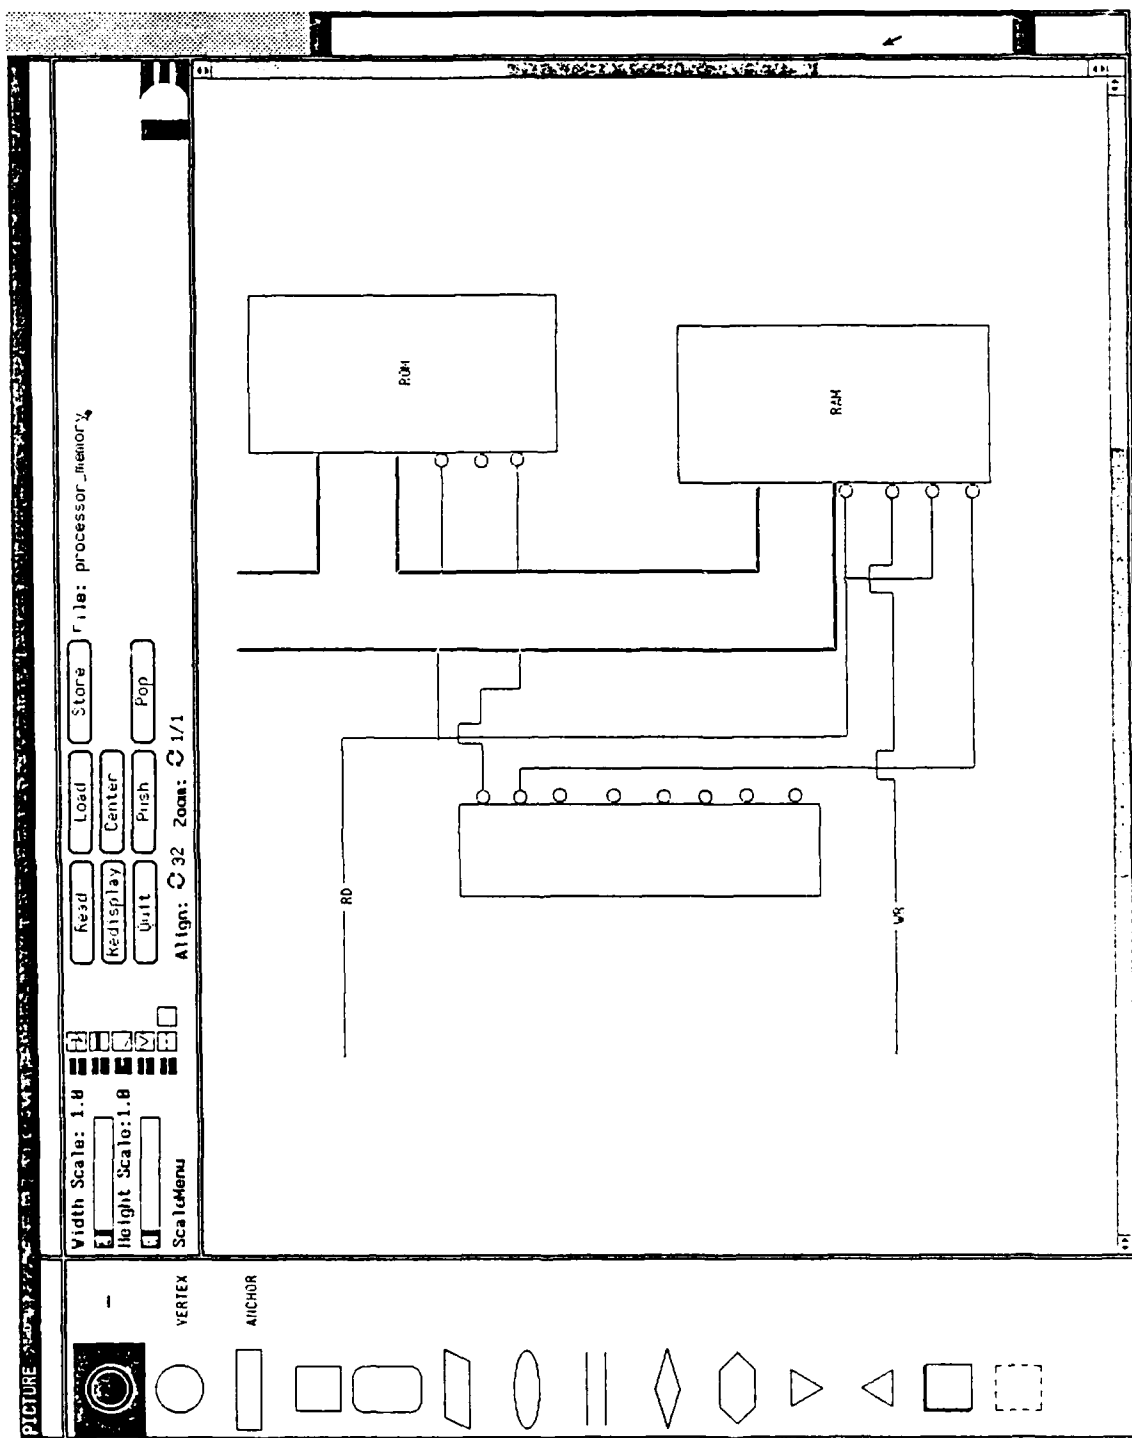 PICTURE
Width Scale: 1.0
Height Scale: 1.0
ScaleMenu
Read Load Store File: processor_memory
Redisplay Center
Quit Push Pop
Align: 32 Zoom: 1/1
VERTEX
ANCHOR
ROM
RAM
RD
WR